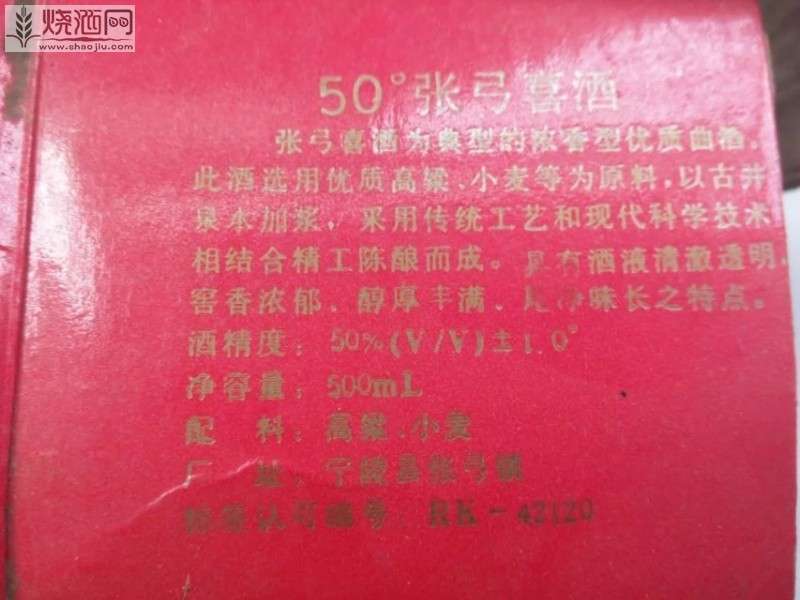 烧酒网
www.shaojiu.com
50°张弓喜酒
张弓喜酒为典型的浓香型优质曲酒。
此酒选用优质高粱、小麦等为原料,以古井
泉水加浆,采用传统工艺和现代科学技术
相结合精工陈酿而成。具有酒液清澈透明,
窖香浓郁、醇厚丰满、尾净味长之特点。
酒精度:50%(V/V)±1.0°
净容量:500mL
配 料:高粱、小麦
厂 址:宁陵县张弓镇
标签认可编号:RK-42120